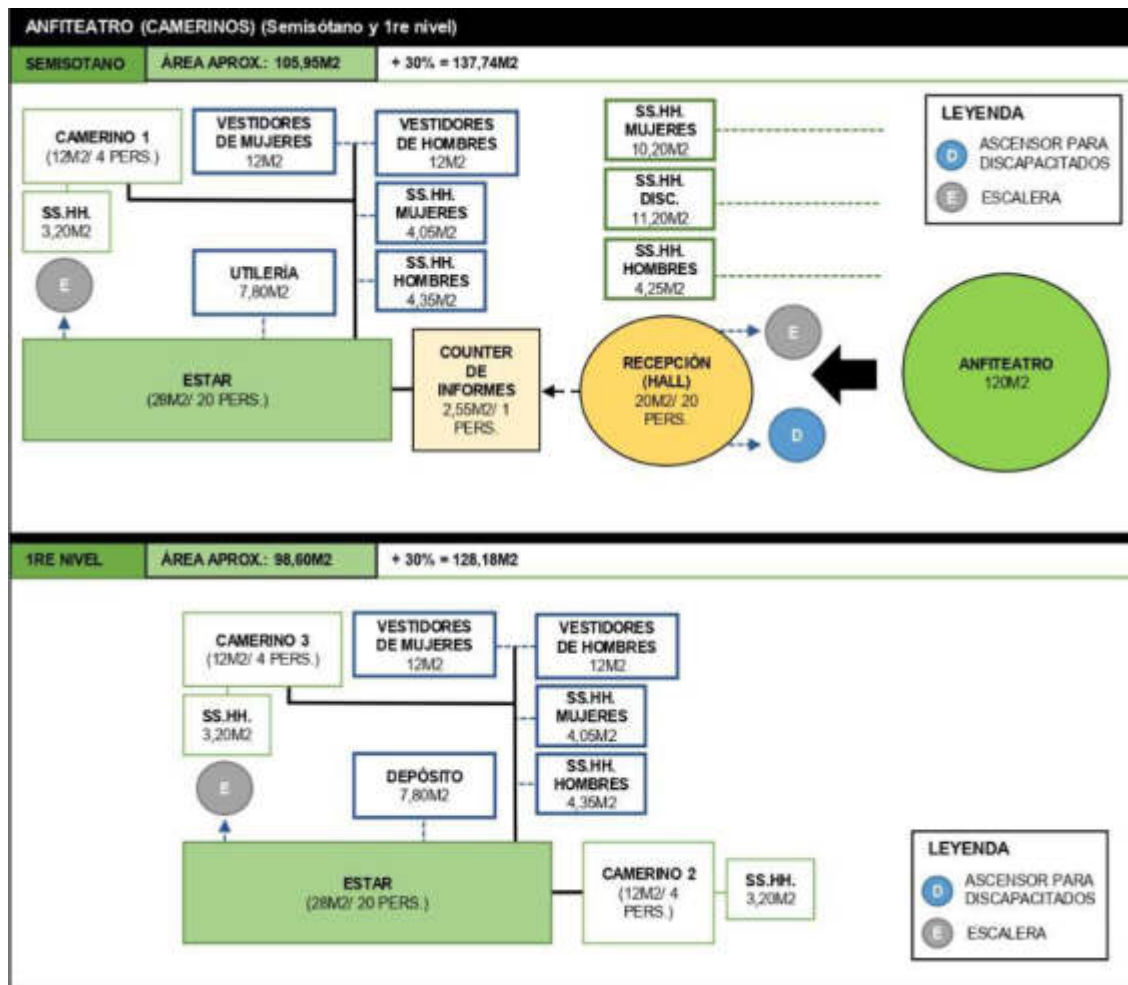 ANFITEATRO (CAMERINOS) (Semisótano y 1re nivel)
SEMISOTANO
ÁREA APROX.: 105,95M2
+ 30% = 137,74M2
CAMERINO 1
(12M2/ 4 PERS.)
SS.HH.
3,20M2
E
VESTIDORES
DE MUJERES
12M2
VESTIDORES
DE HOMBRES
12M2
SS.HH.
MUJERES
4,05M2
SS.HH.
HOMBRES
4,35M2
UTILERÍA
7,80M2
ESTAR
(28M2/ 20 PERS.)
COUNTER
DE
INFORMES
2,55M2/ 1
PERS.
SS.HH.
MUJERES
10,20M2
SS.HH.
DISC.
11,20M2
SS.HH.
HOMBRES
4,25M2
RECEPCIÓN
(HALL)
20M2/ 20
PERS.
E
D
ANFITEATRO
120M2
LEYENDA
D
ASCENSOR PARA
DISCAPACITADOS
E
ESCALERA
1RE NIVEL
ÁREA APROX.: 98,60M2
+ 30% = 128,18M2
CAMERINO 3
(12M2/ 4 PERS.)
SS.HH.
3,20M2
E
VESTIDORES
DE MUJERES
12M2
VESTIDORES
DE HOMBRES
12M2
SS.HH.
MUJERES
4,05M2
SS.HH.
HOMBRES
4,35M2
DEPÓSITO
7,80M2
ESTAR
(28M2/ 20 PERS.)
CAMERINO 2
(12M2/ 4
PERS.)
SS.HH.
3,20M2
LEYENDA
D
ASCENSOR PARA
DISCAPACITADOS
E
ESCALERA